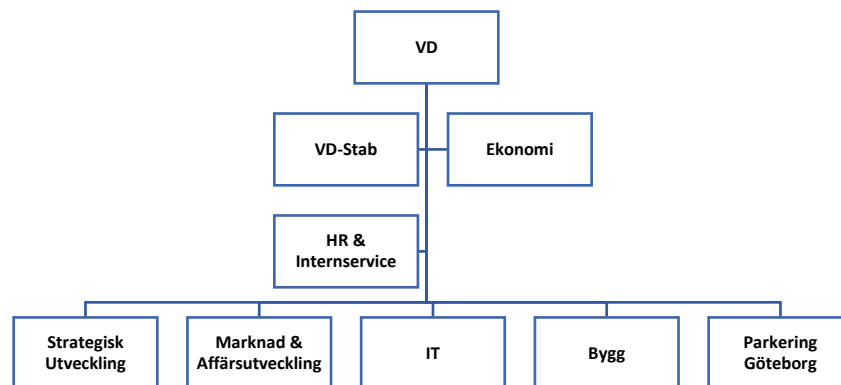 VD
VD-Stab
Ekonomi
HR &
Internservice
Strategisk
Utveckling
Marknad &
Affärsutveckling
IT
Bygg
Parkering
Göteborg